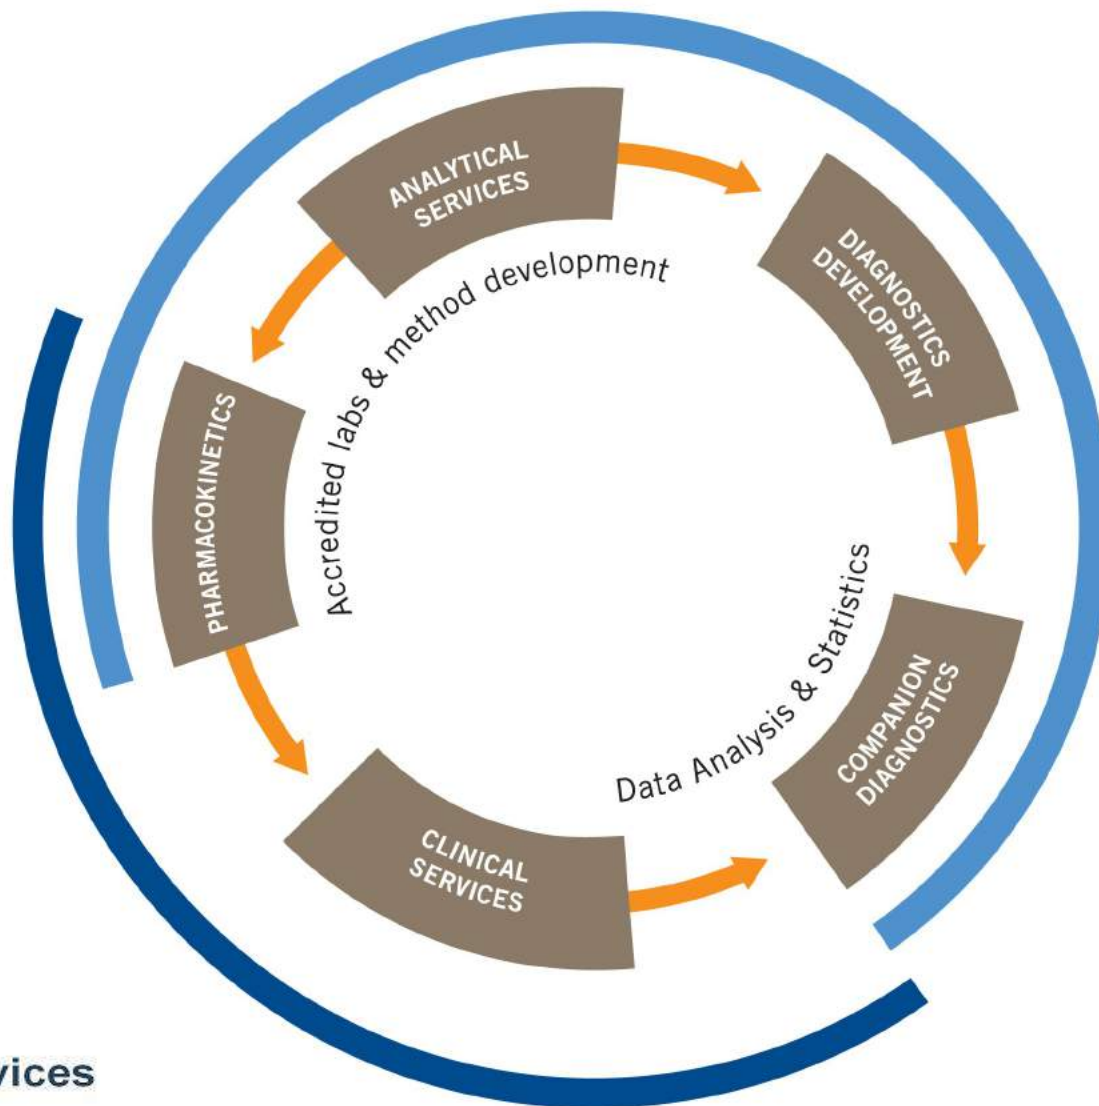 ANALYTICAL
SERVICES
DIAGNOSTICS
DEVELOPMENT
Accredited labs & method development
PHARMACOKINETICS
Data Analysis & Statistics
COMPANION
DIAGNOSTICS
CLINICAL
SERVICES